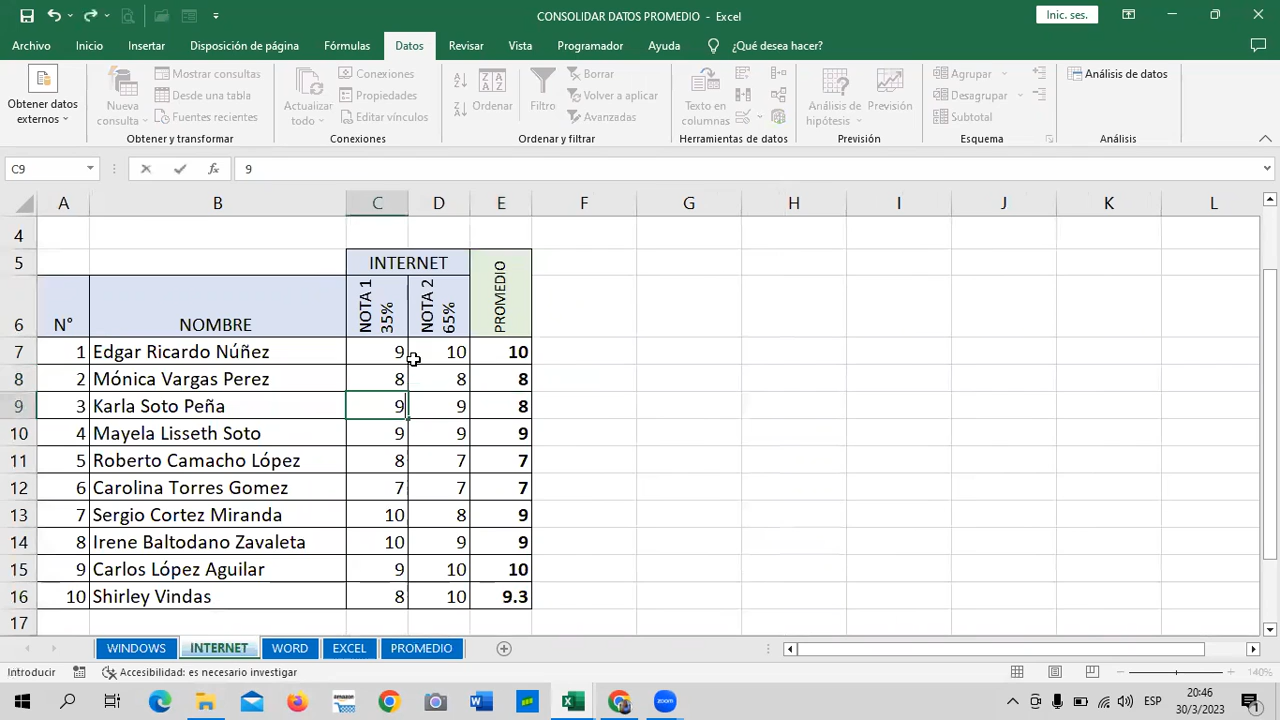 CONSOLIDAR DATOS PROMEDIO - Excel
Inic. ses.
Archivo Inicio Insertar Disposición de página Fórmulas Datos Revisar Vista Programador Ayuda ¿Qué desea hacer?
Obtener datos externos
Nueva consulta
Mostrar consultas
Desde una tabla
Fuentes recientes
Obtener y transformar
Actualizar todo
Conexiones
Propiedades
Editar vínculos
Conexiones
Ordenar
Filtro
Borrar
Volver a aplicar
Avanzadas
Ordenar y filtrar
Texto en columnas
Herramientas de datos
Análisis de hipótesis
Previsión
Previsión
Agrupar
Desagrupar
Subtotal
Esquema
Análisis de datos
Análisis
C9 fx 9
A B C D E F G H I J K L
4
5 INTERNET PROMEDIO
6 N° NOMBRE NOTA 1 35% NOTA 2 65%
7 1 Edgar Ricardo Núñez 9 10 10
8 2 Mónica Vargas Perez 8 8 8
9 3 Karla Soto Peña 9 9 8
10 4 Mayela Lisseth Soto 9 9 9
11 5 Roberto Camacho López 8 7 7
12 6 Carolina Torres Gomez 7 7 7
13 7 Sergio Cortez Miranda 10 8 9
14 8 Irene Baltodano Zavaleta 10 9 9
15 9 Carlos López Aguilar 9 10 10
16 10 Shirley Vindas 8 10 9.3
17
WINDOWS INTERNET WORD EXCEL PROMEDIO
Introducir Accesibilidad: es necesario investigar 140%
amazon
zoom
ESP
20:46
30/3/2023